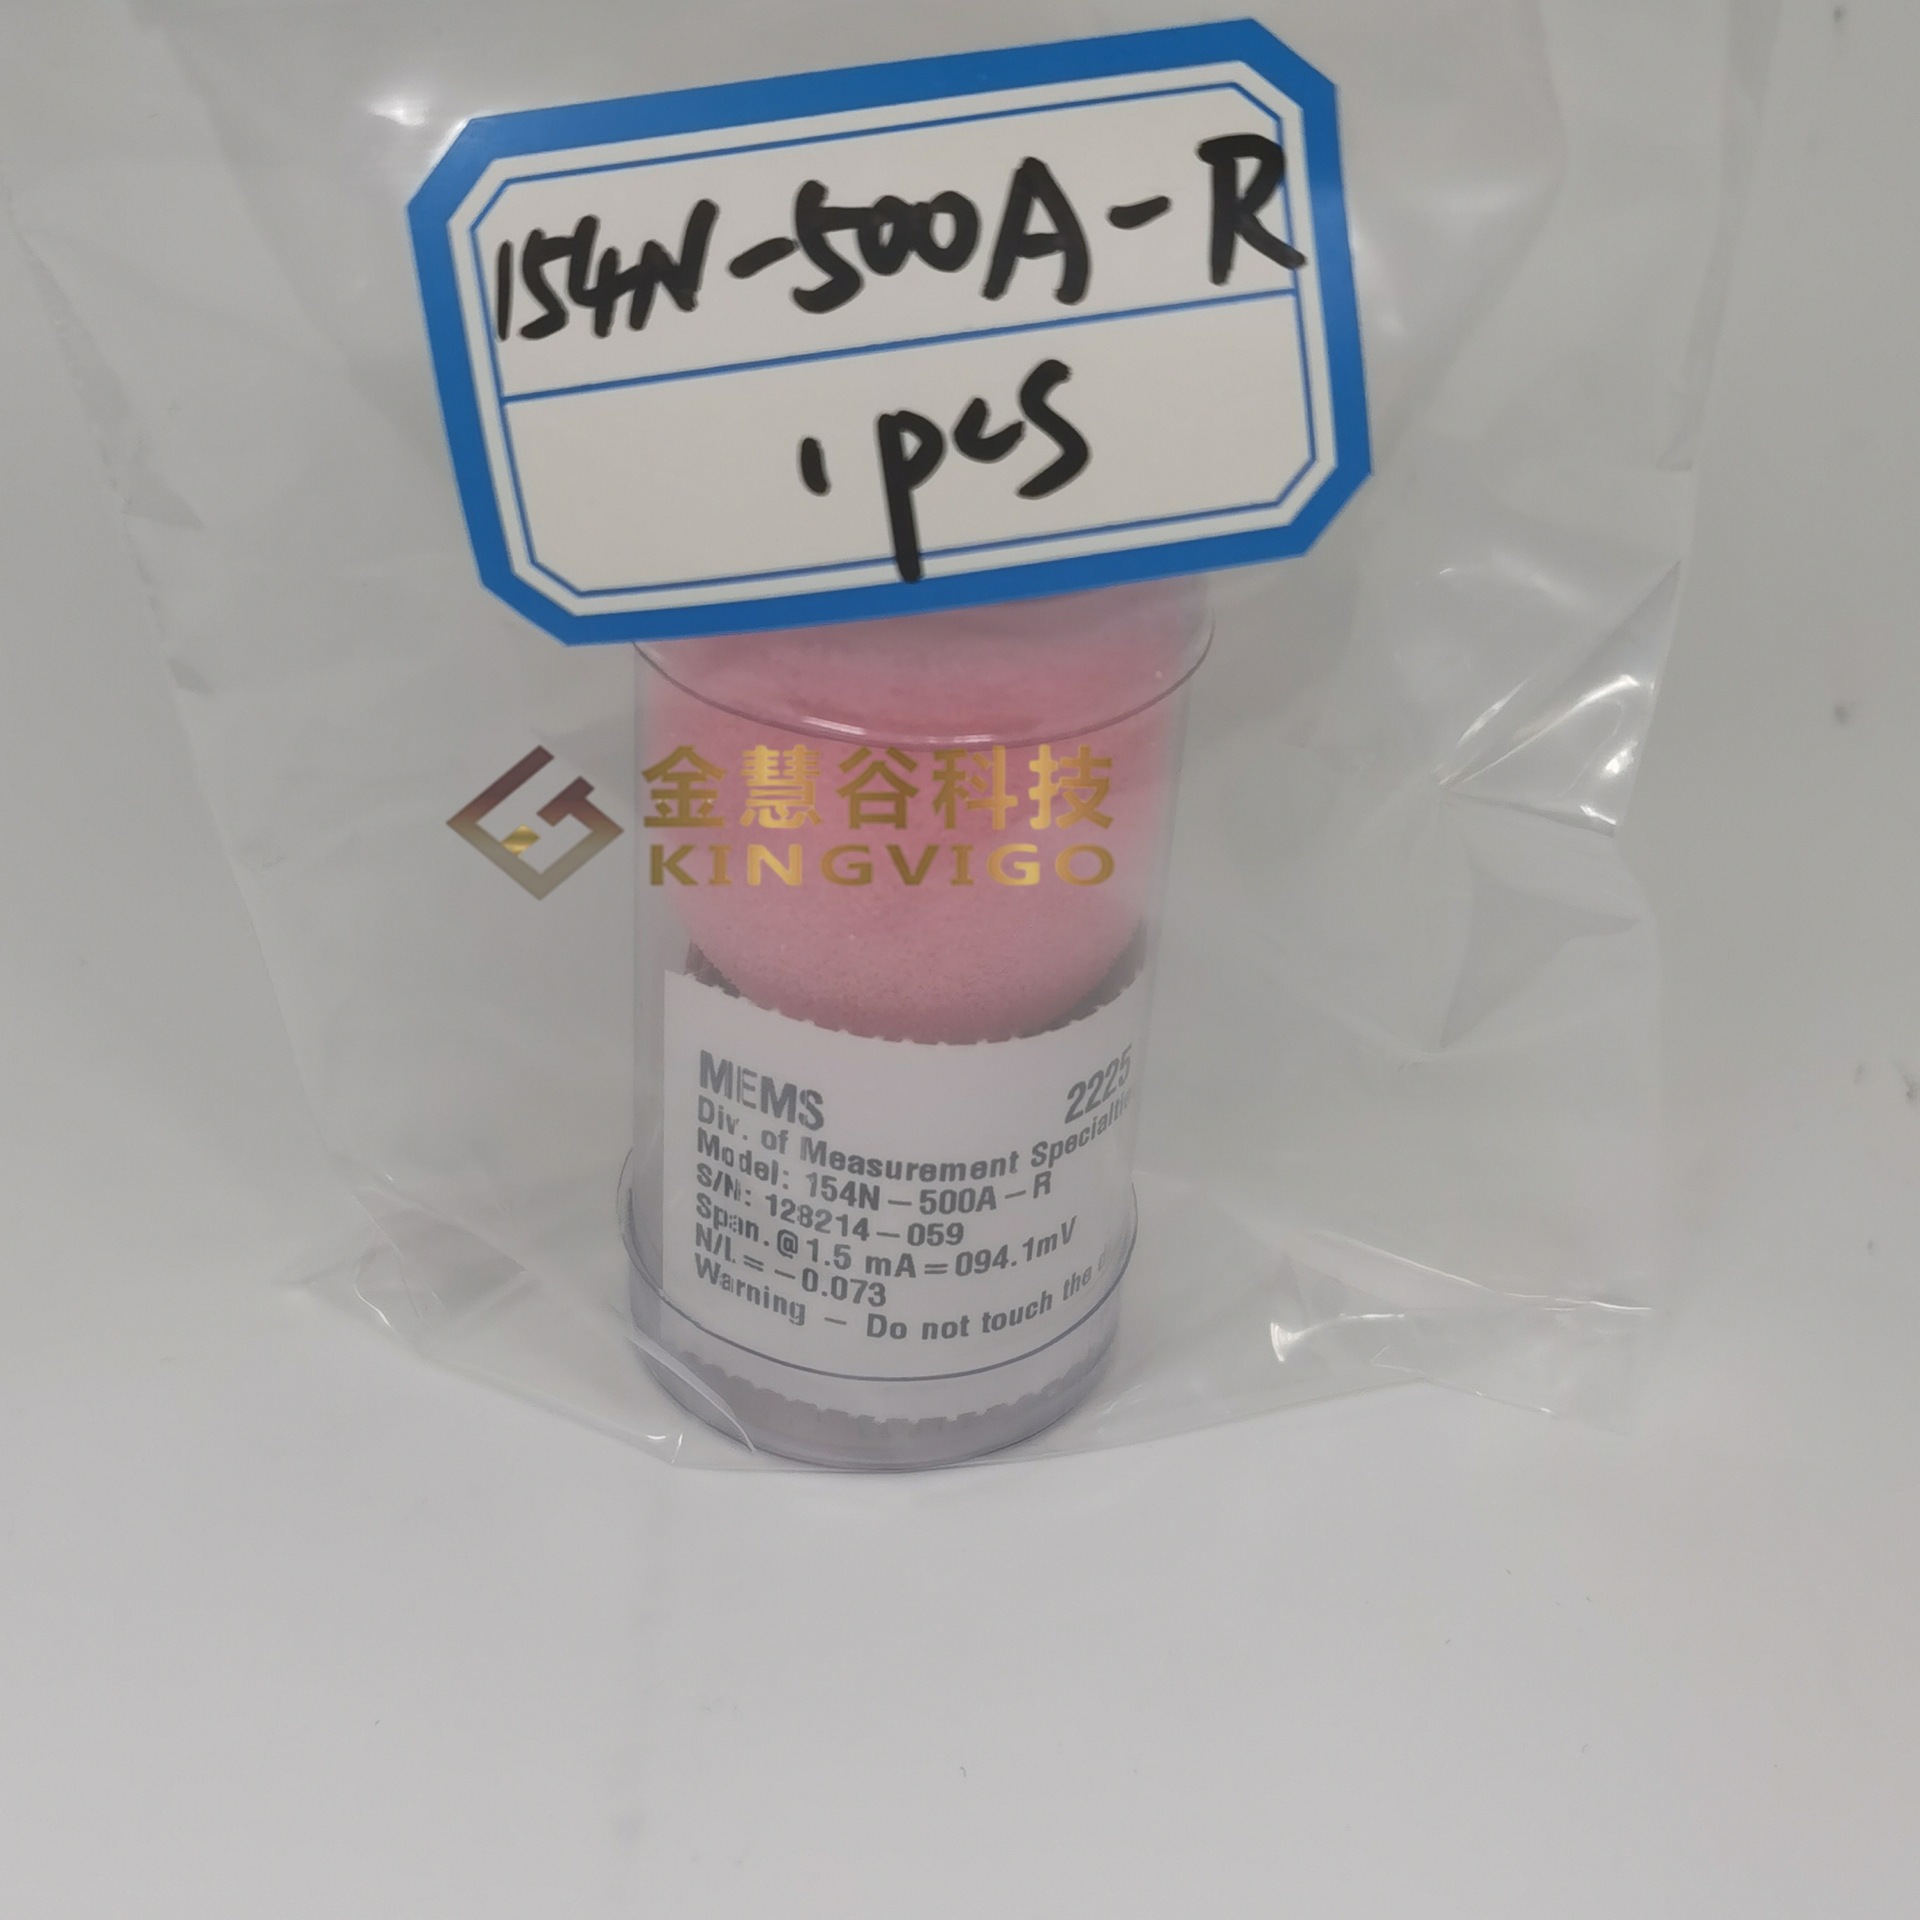 154N-500A-R
1pcs
金慧谷科技
KINGVIGO
MEMS 2225
Div. of Measurement
Model: 154N-500A-R
S/N: 128214-059
Span.@1.5 mA=094.1mV
N/L=-0.073
Warning - Do not touch the